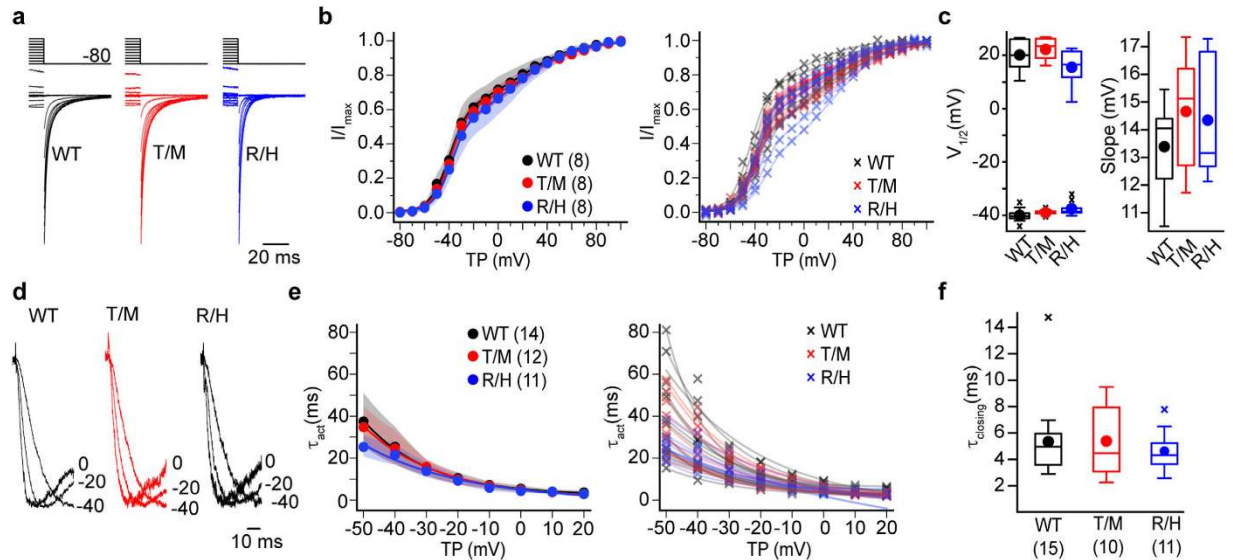 a
-80
WT
T/M
R/H
20 ms
b
I/Imax
1.0
0.8
0.6
0.4
0.2
0.0
-80
-40
0
40
80
TP (mV)
WT (8)
T/M (8)
R/H (8)
I/Imax
1.0
0.8
0.6
0.4
0.2
0.0
-80
-40
0
40
80
TP (mV)
WT
T/M
R/H
c
V1/2(mV)
20
0
-20
-40
WT
T/M
R/H
Slope (mV)
17
16
15
14
13
11
WT
T/M
R/H
d
WT
T/M
R/H
0
-20
-40
0
-20
-40
0
-20
-40
10 ms
e
τact(ms)
80
60
40
20
0
-50
-40
-30
-20
-10
0
10
20
TP (mV)
WT (14)
T/M (12)
R/H (11)
τact(ms)
80
60
40
20
0
-50
-40
-30
-20
-10
0
10
20
TP (mV)
WT
T/M
R/H
f
τclosing(ms)
14
12
10
8
6
4
2
WT
(15)
T/M
(10)
R/H
(11)